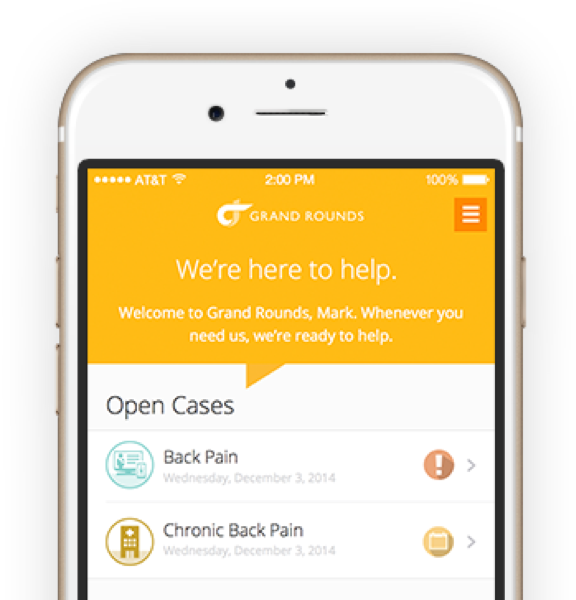 AT&T 2:00 PM 100%
GRAND ROUNDS
We're here to help.
Welcome to Grand Rounds, Mark. Whenever you
need us, we're ready to help.
Open Cases
Back Pain
Wednesday, December 3, 2014
Chronic Back Pain
Wednesday, December 3, 2014